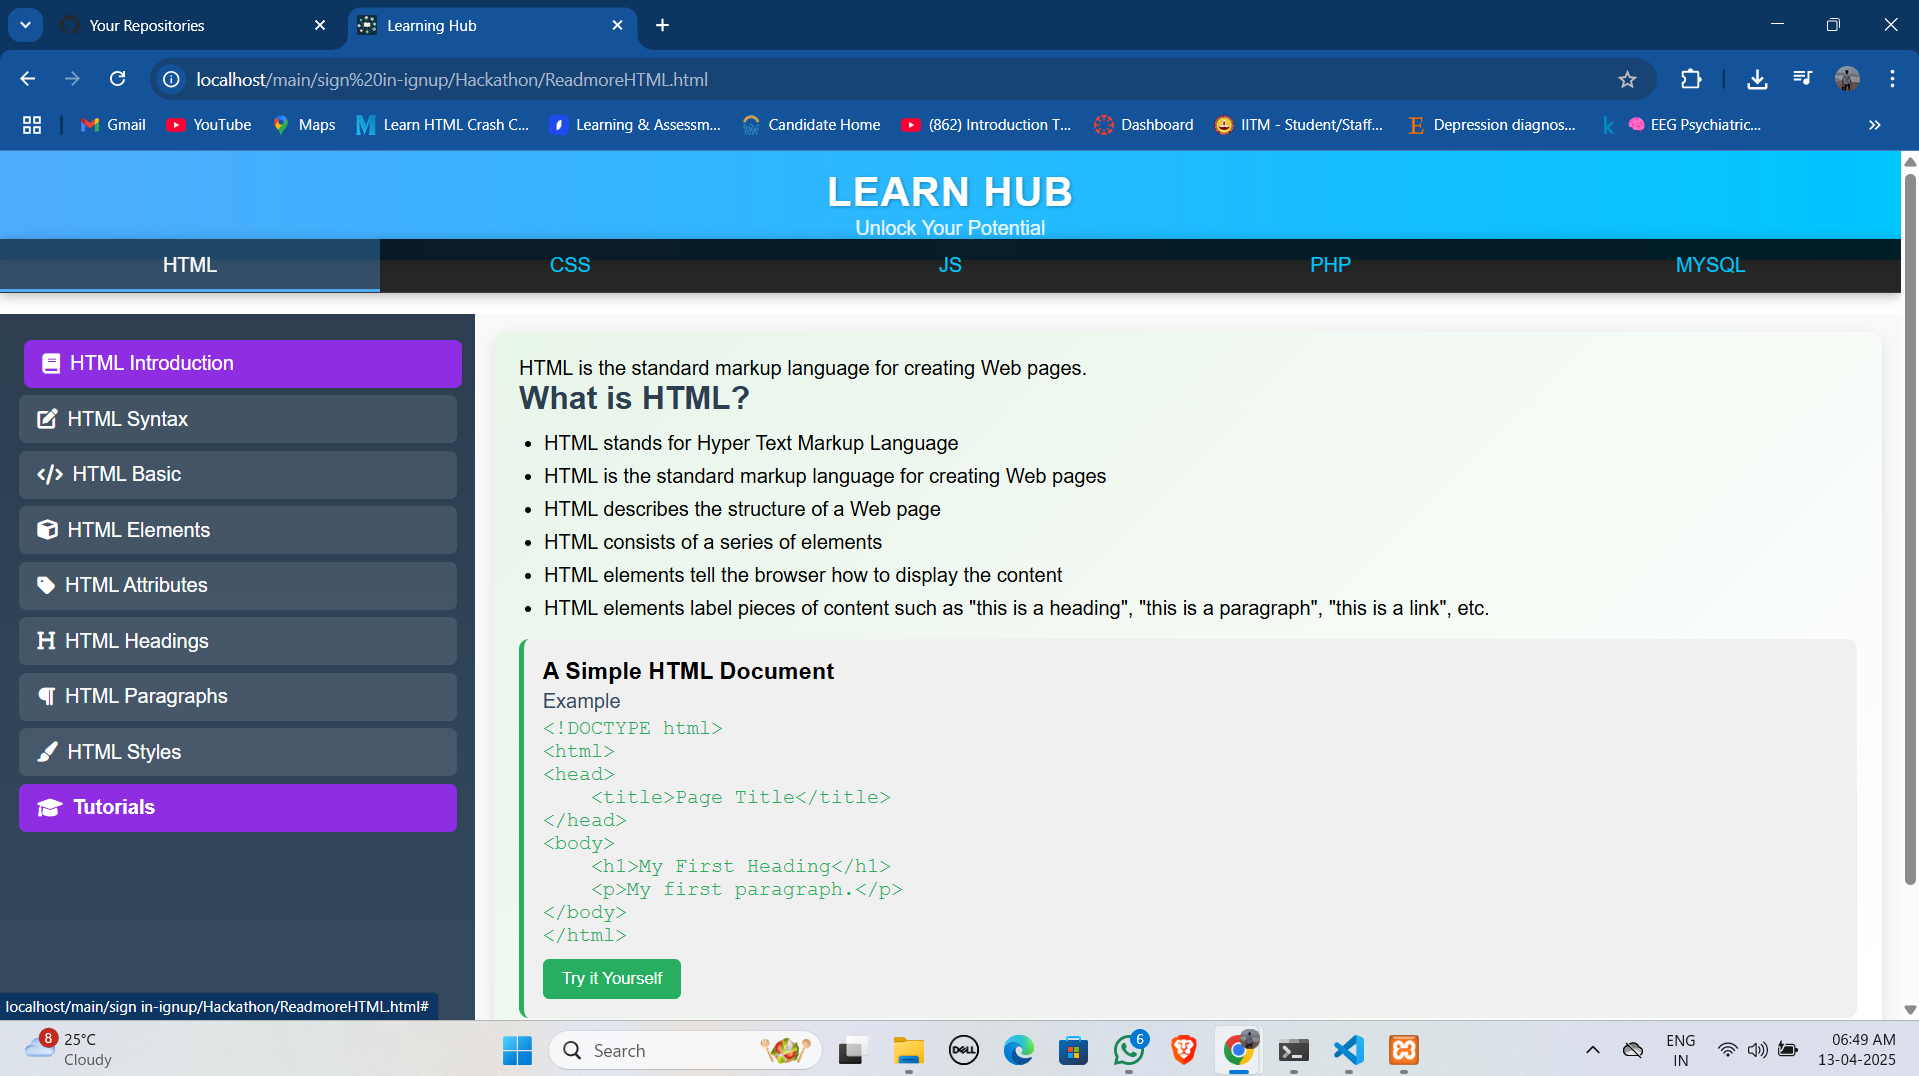 Your Repositories
Learning Hub
localhost/main/sign%20in-ignup/Hackathon/ReadmoreHTML.html
Gmail YouTube Maps Learn HTML Crash C... Learning & Assessm... Candidate Home (862) Introduction T... Dashboard IITM - Student/Staff... Depression diagnos... EEG Psychiatric...
LEARN HUB
Unlock Your Potential
HTML CSS JS PHP MYSQL
HTML Introduction
HTML Syntax
HTML Basic
HTML Elements
HTML Attributes
HTML Headings
HTML Paragraphs
HTML Styles
Tutorials
HTML is the standard markup language for creating Web pages.
What is HTML?
• HTML stands for Hyper Text Markup Language
• HTML is the standard markup language for creating Web pages
• HTML describes the structure of a Web page
• HTML consists of a series of elements
• HTML elements tell the browser how to display the content
• HTML elements label pieces of content such as "this is a heading", "this is a paragraph", "this is a link", etc.
A Simple HTML Document
Example
<!DOCTYPE html>
<html>
<head>
    <title>Page Title</title>
</head>
<body>
    <h1>My First Heading</h1>
    <p>My first paragraph.</p>
</body>
</html>
Try it Yourself
localhost/main/sign in-ignup/Hackathon/ReadmoreHTML.html#
8
25°C
Cloudy
Search
DELL
6
ENG
IN
06:49 AM
13-04-2025